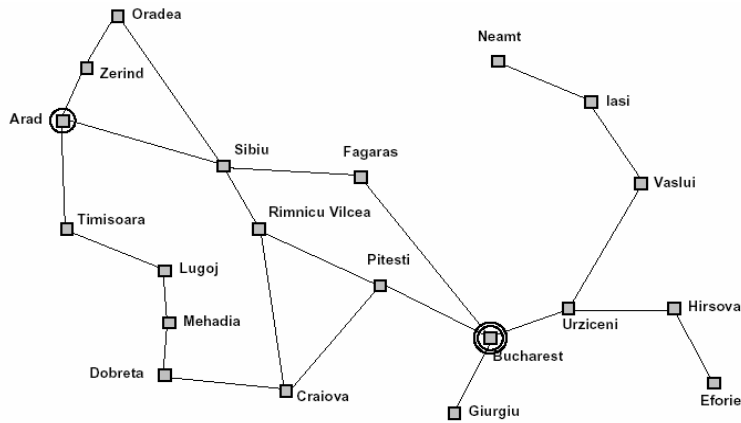 Oradea
Neamt
Zerind
Iasi
Arad
Sibiu
Fagaras
Vaslui
Timisoara
Rimnicu Vilcea
Lugoj
Pitesti
Hirsova
Mehadia
Urziceni
Bucharest
Dobreta
Craiova
Eforie
Giurgiu